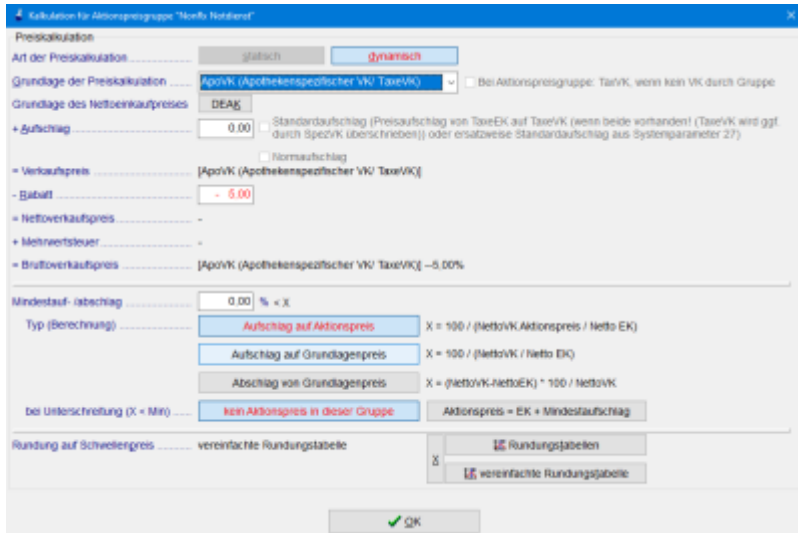 Kalkulation für Aktionspreisgruppe "Nonflx Notdienst"
Preiskalkulation
Art der Preiskalkulation statisch dynamisch
Grundlage der Preiskalkulation ApoVK (Apothekenspezifischer VK/ TaxeVK) Bei Aktionspreisgruppe: TaxVK, wenn kein VK durch Gruppe
Grundlage des Nettoeinkaufpreises DEAK
+ Aufschlag 0.00 Standardaufschlag (Preisaufschlag von TaxeEK auf TaxeVK (wenn beide vorhanden! (TaxeVK wird ggf.
durch SpezVK überschrieben)) oder ersatzweise Standardaufschlag aus Systemparameter 27)
Normaufschlag
= Verkaufspreis [ApoVK (Apothekenspezifischer VK/ TaxeVK)]
- Rabatt - 5.00
= Nettoverkaufspreis -
+ Mehrwertsteuer -
= Bruttoverkaufspreis [ApoVK (Apothekenspezifischer VK/ TaxeVK)] --5,00%
Mindestauf- /abschlag 0.00 % < X
Typ (Berechnung) Aufschlag auf Aktionspreis X = 100 / (NettoVK Aktionspreis / Netto EK)
Aufschlag auf Grundlagenpreis X = 100 / (NettoVK / Netto EK)
Abschlag von Grundlagenpreis X = (NettoVK-NettoEK) * 100 / NettoVK
bei Unterschreitung (X < Min) kein Aktionspreis in dieser Gruppe Aktionspreis = EK + Mindestaufschlag
Rundung auf Schwellenpreis vereinfachte Rundungstabelle X Rundungstabellen
vereinfachte Rundungstabelle
OK